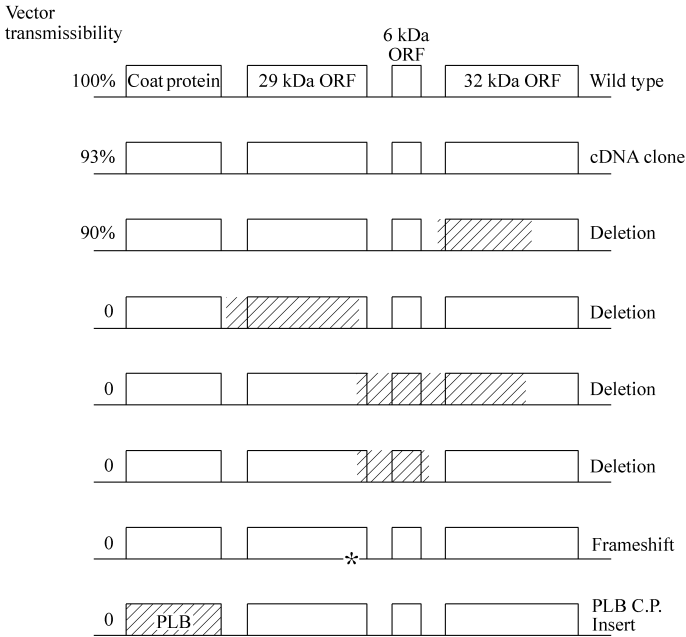 Vector
transmissibility
6 kDa
ORF
100% Coat protein 29 kDa ORF 32 kDa ORF Wild type
93% cDNA clone
90% Deletion
0 Deletion
0 Deletion
0 Deletion
0 * Frameshift
0 PLB PLB C.P.
Insert